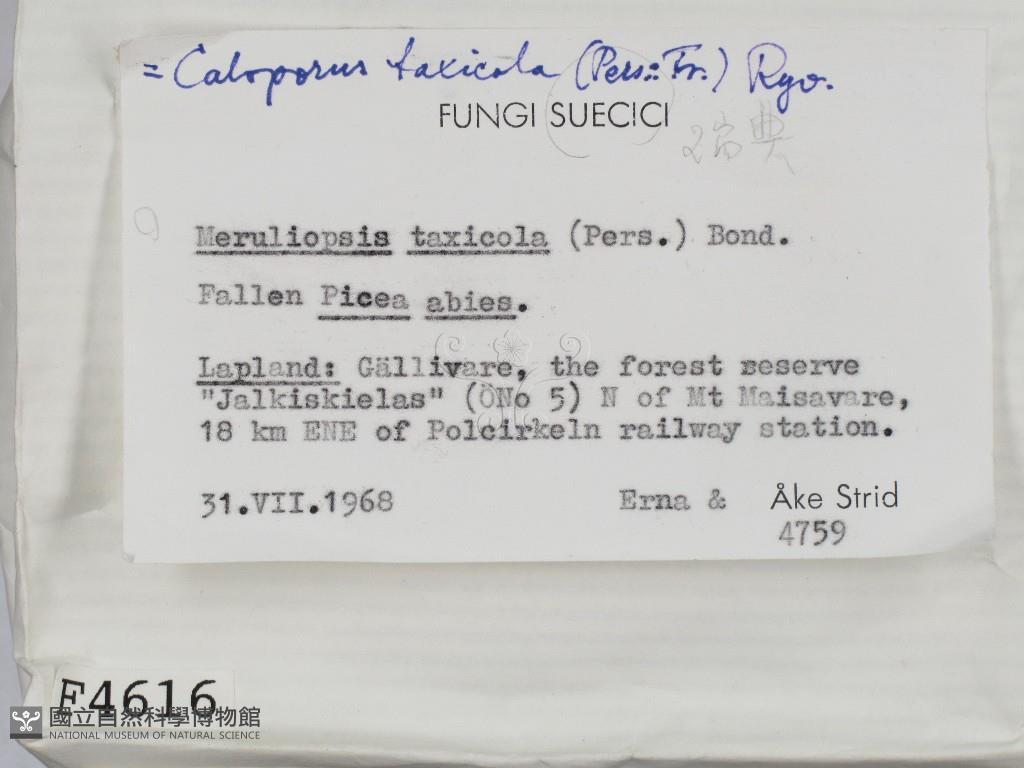 = Caloporus taxicola (Pers.: Fr.) Ryv.
FUNGI SUECICI
瑞典
Meruliopsis taxicola (Pers.) Bond.
Fallen Picea abies.
Lapland: Gällivare, the forest reserve
"Jalkiskielas" (ÖNo 5) N of Mt Maisavare,
18 km ENE of Polcirkeln railway station.
31.VII.1968 Erna & Åke Strid
4759
F4616
國立自然科學博物館
NATIONAL MUSEUM OF NATURAL SCIENCE